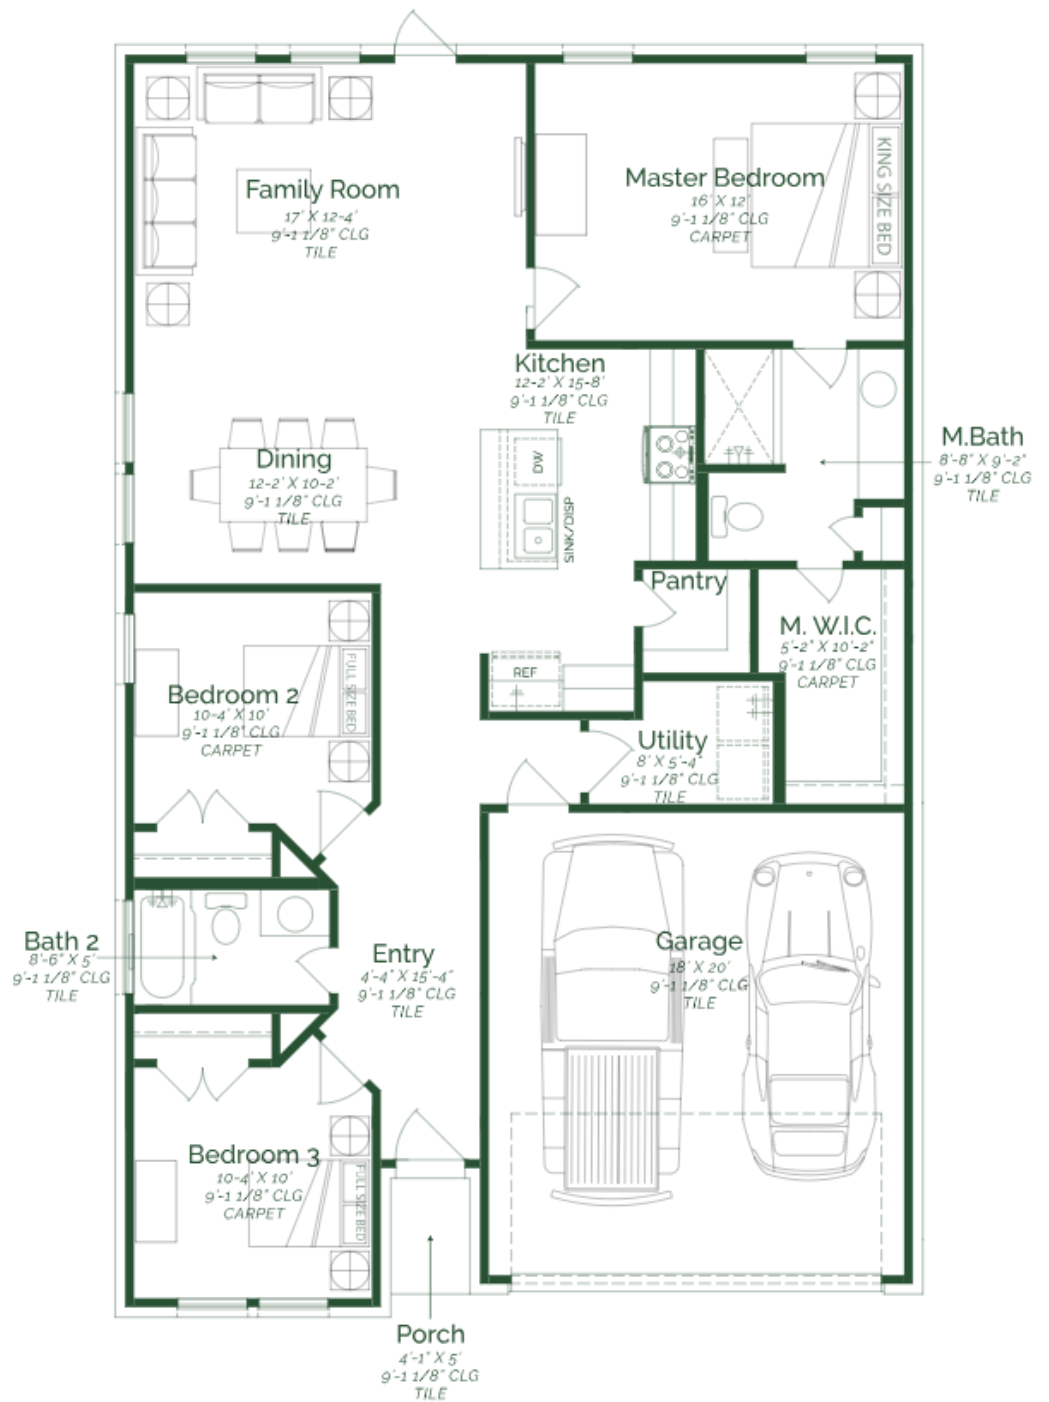 Family Room
17' X 12-4'
9'-1 1/8" CLG
TILE
Master Bedroom
16' X 12'
9'-1 1/8" CLG
CARPET
KING SIZE BED
Kitchen
12-2' X 15-8'
9'-1 1/8" CLG
TILE
DW
SINK/DISP
M.Bath
8'-8" X 9'-2"
9'-1 1/8" CLG
TILE
Dining
12-2' X 10-2'
9'-1 1/8" CLG
TILE
Pantry
M. W.I.C.
5'-2" X 10'-2"
9'-1 1/8" CLG
CARPET
REF
Bedroom 2
10-4' X 10'
9'-1 1/8" CLG
CARPET
FULL SIZE BED
Utility
8' X 5'-4"
9'-1 1/8" CLG
TILE
Bath 2
8'-6" X 5'
9'-1 1/8" CLG
TILE
Entry
4'-4" X 15'-4"
9'-1 1/8" CLG
TILE
Garage
18' X 20'
9'-1 1/8" CLG
TILE
Bedroom 3
10-4' X 10'
9'-1 1/8" CLG
CARPET
FULL SIZE BED
Porch
4'-1" X 5'
9'-1 1/8" CLG
TILE